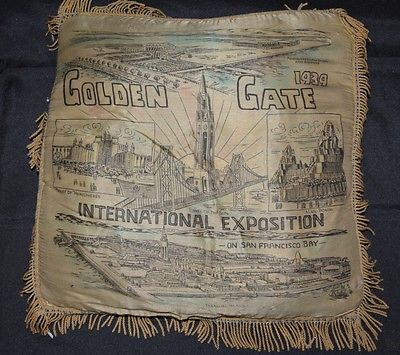 GOLDEN GATE
1939
INTERNATIONAL EXPOSITION
-ON SAN FRANCISCO BAY-